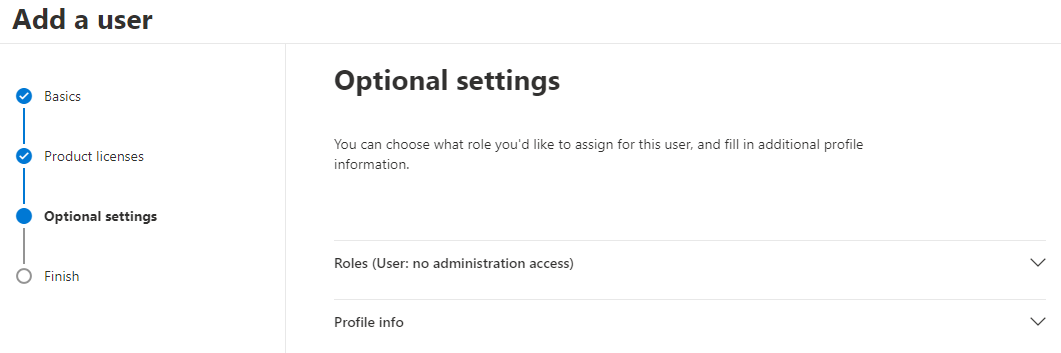 Add a user
Basics
Product licenses
Optional settings
Finish
Optional settings
You can choose what role you'd like to assign for this user, and fill in additional profile
information.
Roles (User: no administration access)
Profile info